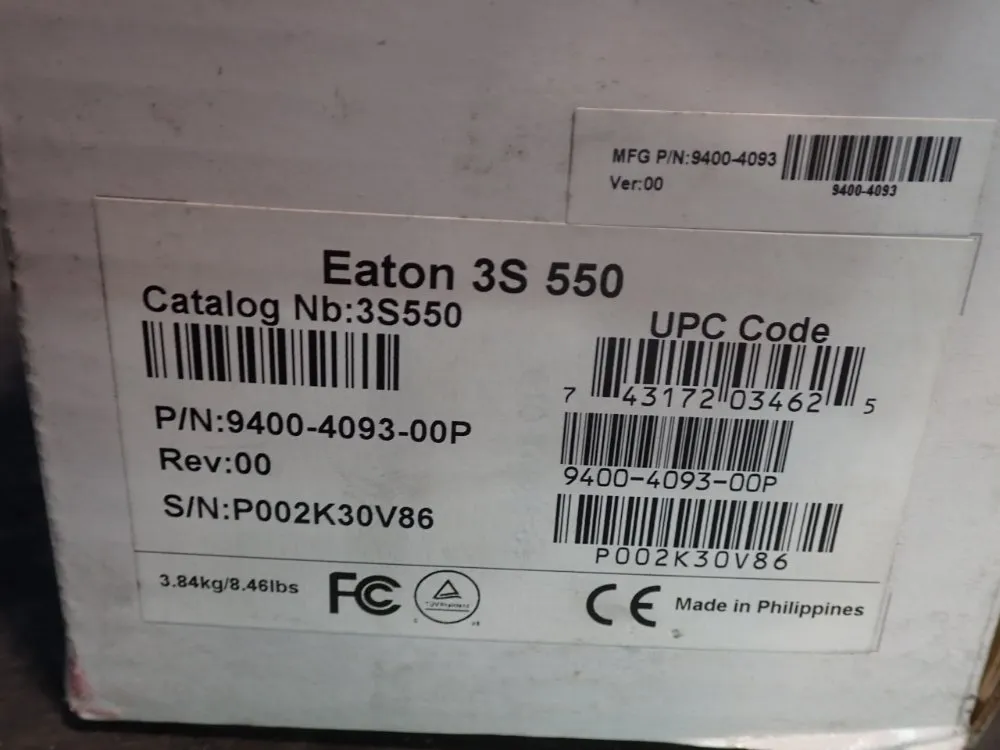 MFG P/N:9400-4093
9400-4093
Ver:00
Eaton 3S 550
Catalog Nb:3S550
UPC Code
7 43172 03462 5
P/N:9400-4093-00P
9400-4093-00P
Rev:00
S/N:P002K30V86
P002K30V86
3.84kg/8.46lbs
FC
CE
Made in Philippines